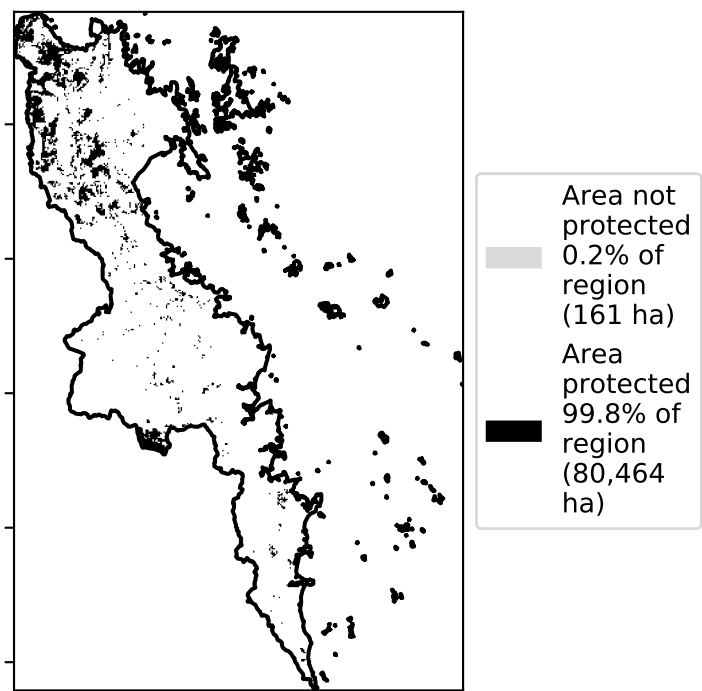 Area not
protected
0.2% of
region
(161 ha)
Area
protected
99.8% of
region
(80,464
ha)